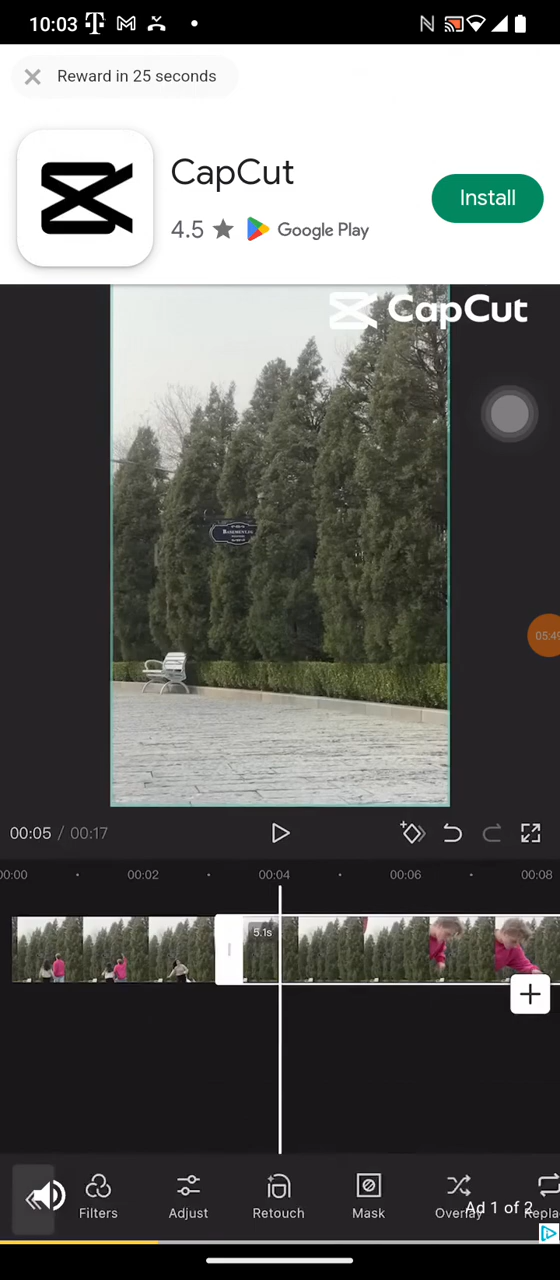 10:03
Reward in 25 seconds
CapCut
Install
4.5 ★ Google Play
CapCut
05:49
00:05 / 00:17
00:00 00:02 00:04 00:06 00:08
5.1s
Filters Adjust Retouch Mask Overlay
Ad 1 of 2